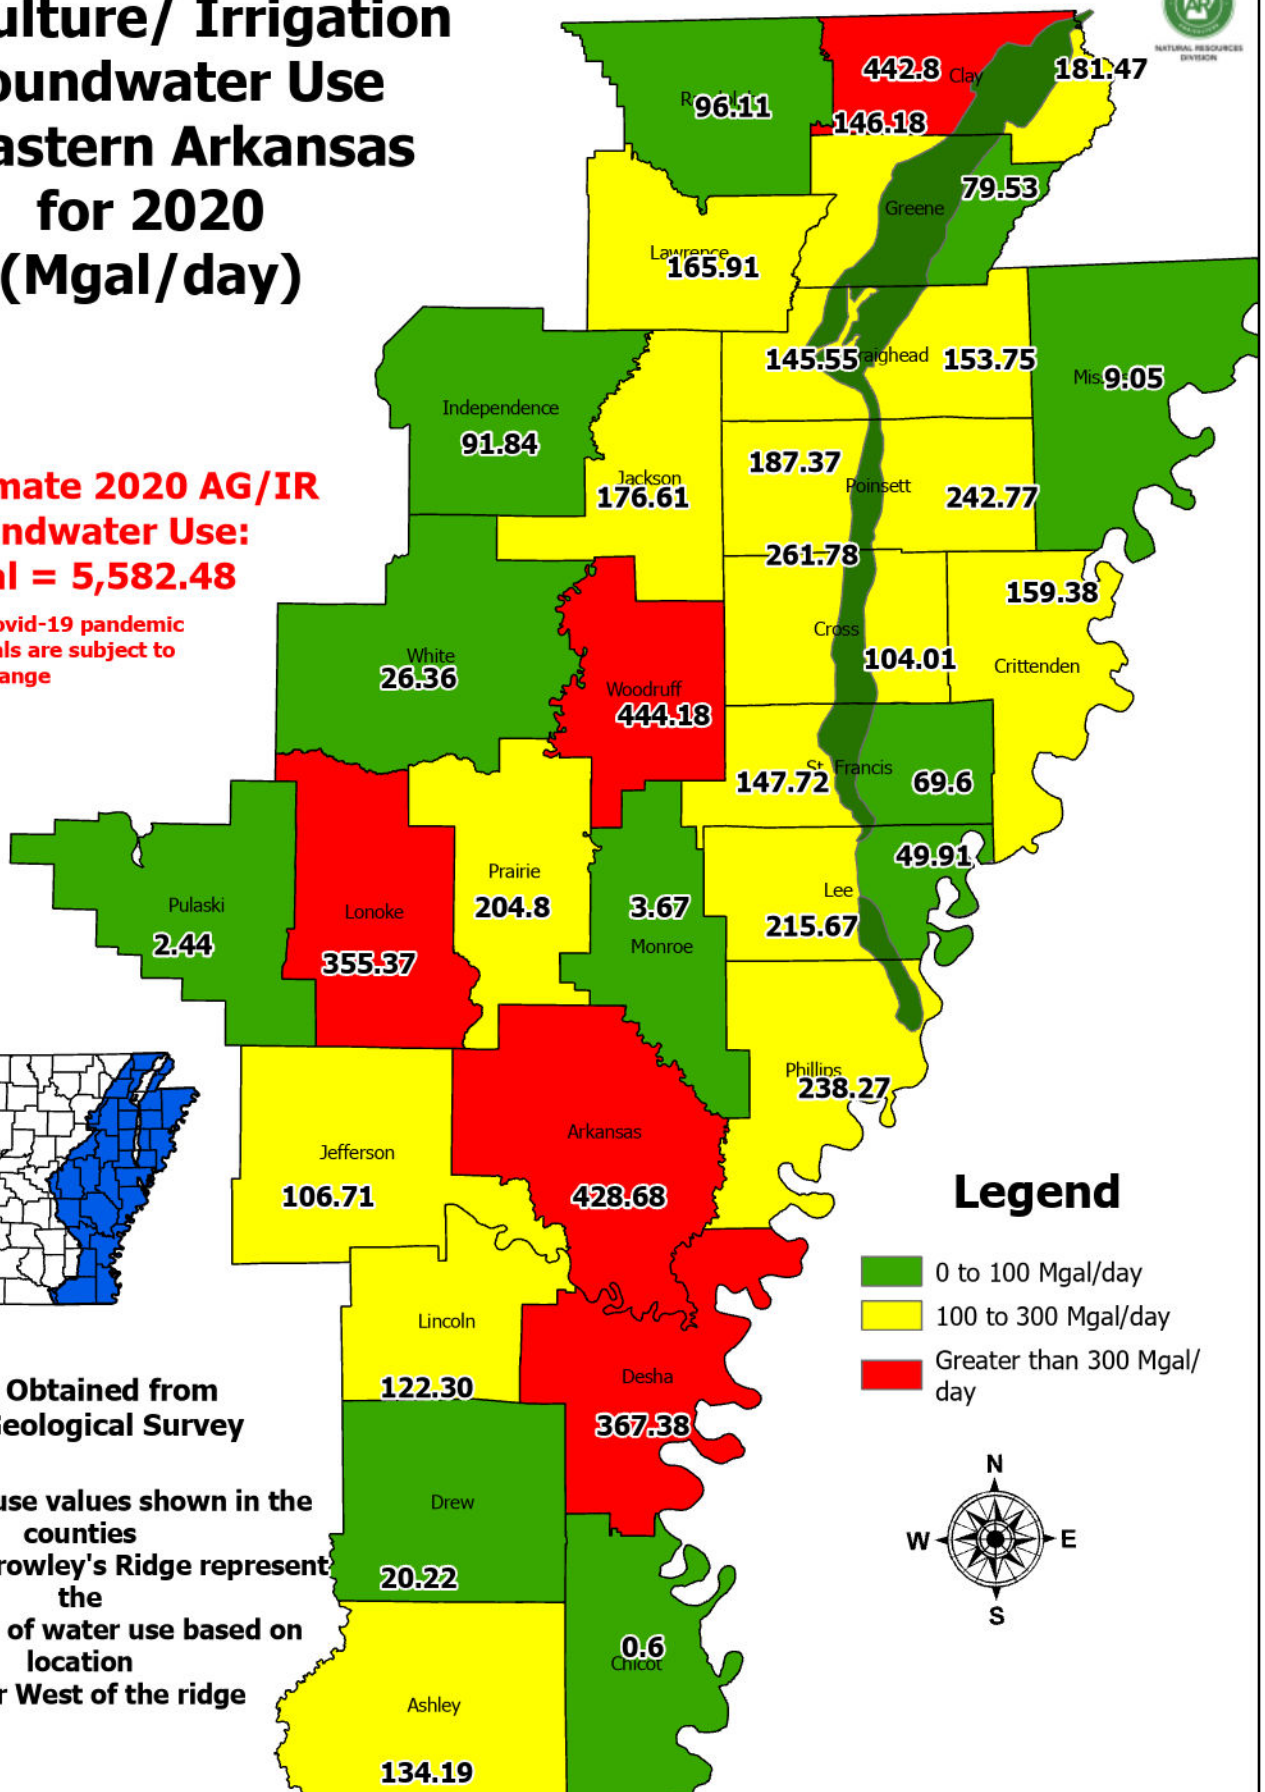 ulture/ Irrigation
oundwater Use
astern Arkansas
for 2020
(Mgal/day)
NATURAL RESOURCES
DIVISION
442.8
Clay
181.47
96.11
146.18
79.53
Greene
Lawrence
165.91
145.55
raighead
153.75
Mis
9.05
Independence
91.84
187.37
Jackson
176.61
Poinsett
242.77
mate 2020 AG/IR
ndwater Use:
al = 5,582.48
ovid-19 pandemic
als are subject to
ange
261.78
159.38
Cross
104.01
Crittenden
White
26.36
Woodruff
444.18
St. Francis
147.72
69.6
49.91
Prairie
204.8
Lee
215.67
Pulaski
2.44
Lonoke
355.37
3.67
Monroe
Phillips
238.27
Arkansas
428.68
Jefferson
106.71
Legend
0 to 100 Mgal/day
100 to 300 Mgal/day
Greater than 300 Mgal/
day
Lincoln
122.30
Desha
367.38
Obtained from
Geological Survey
N
W
E
S
use values shown in the
counties
rowley's Ridge represent
the
of water use based on
location
r West of the ridge
Drew
20.22
0.6
Chicot
Ashley
134.19